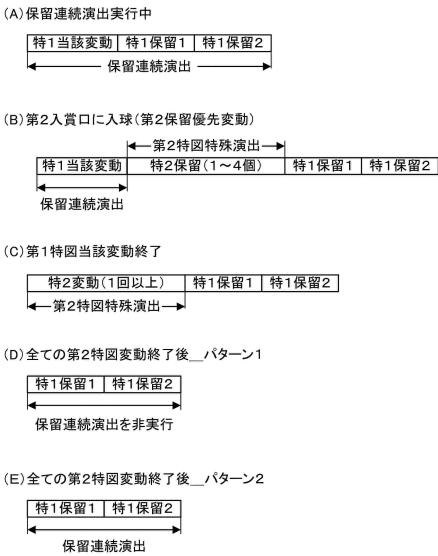 (A)保留連続演出実行中
特1当該変動 特1保留1 特1保留2
保留連続演出
(B)第2入賞口に入球(第2保留優先変動)
第2特図特殊演出
特1当該変動 特2保留(1～4個) 特1保留1 特1保留2
保留連続演出
(C)第1特図当該変動終了
特2変動(1回以上) 特1保留1 特1保留2
第2特図特殊演出
(D)全ての第2特図変動終了後__パターン1
特1保留1 特1保留2
保留連続演出を非実行
(E)全ての第2特図変動終了後__パターン2
特1保留1 特1保留2
保留連続演出